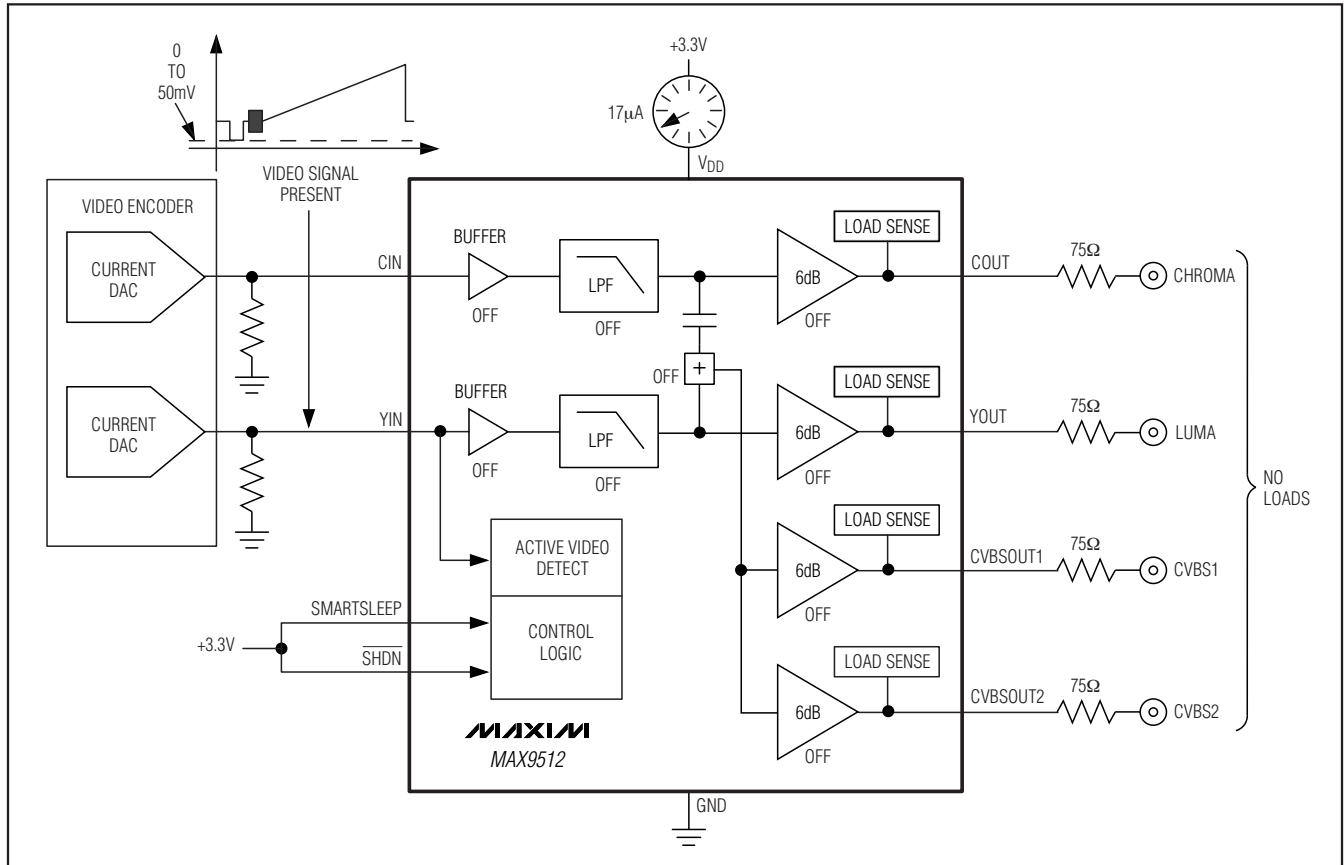 0
TO
50mV
+3.3V
17µA
VDD
VIDEO SIGNAL
PRESENT
VIDEO ENCODER
CURRENT
DAC
CIN
BUFFER
OFF
LPF
OFF
6dB
OFF
LOAD SENSE
COUT
75Ω
CHROMA
OFF
+
CURRENT
DAC
YIN
BUFFER
OFF
LPF
OFF
6dB
OFF
LOAD SENSE
YOUT
75Ω
LUMA
NO
LOADS
ACTIVE VIDEO
DETECT
CONTROL
LOGIC
SMARTSLEEP
+3.3V
SHDN
6dB
OFF
LOAD SENSE
CVBSOUT1
75Ω
CVBS1
6dB
OFF
LOAD SENSE
CVBSOUT2
75Ω
CVBS2
MAXIM
MAX9512
GND